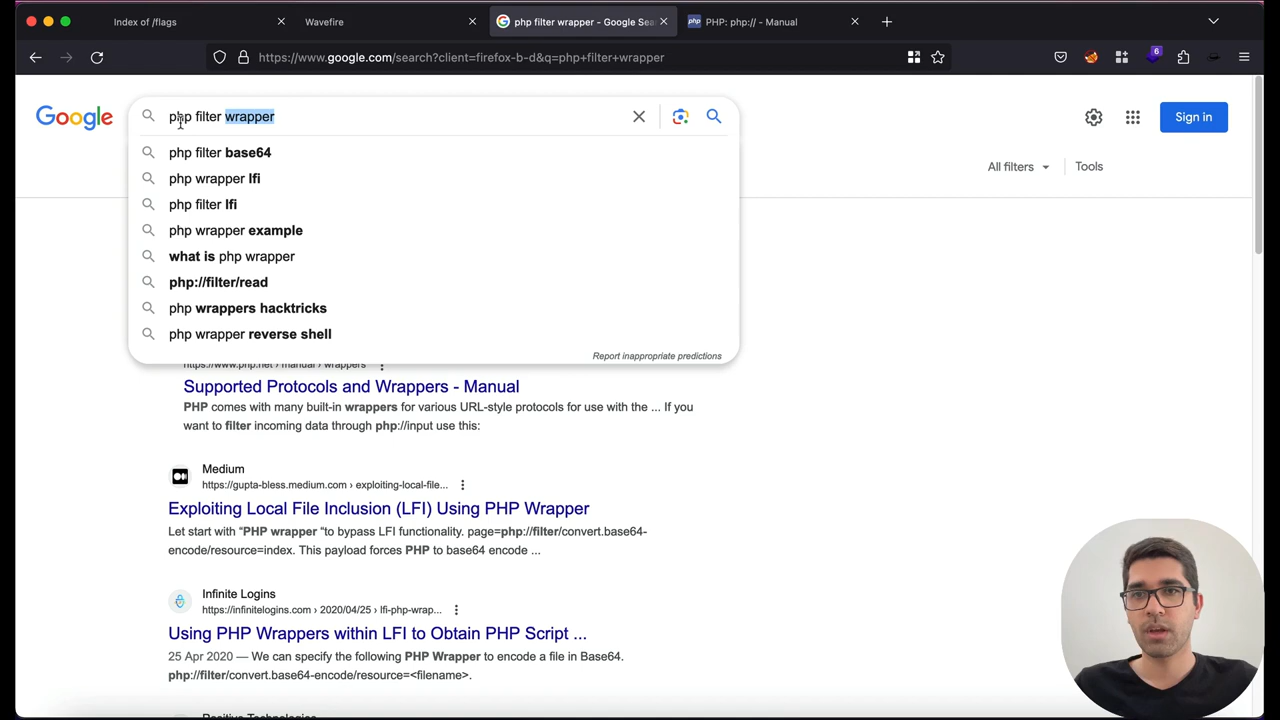 Index of /flags
Wavefire
php filter wrapper - Google Sea
PHP: php:// - Manual
https://www.google.com/search?client=firefox-b-d&q=php+filter+wrapper
6
Google
php filter wrapper
Sign in
php filter base64
php wrapper lfi
php filter lfi
php wrapper example
what is php wrapper
php://filter/read
php wrappers hacktricks
php wrapper reverse shell
Report inappropriate predictions
All filters
Tools
https://www.php.net › manual › wrappers
Supported Protocols and Wrappers - Manual
PHP comes with many built-in wrappers for various URL-style protocols for use with the ... If you
want to filter incoming data through php://input use this:
Medium
https://gupta-bless.medium.com › exploiting-local-file...
Exploiting Local File Inclusion (LFI) Using PHP Wrapper
Let start with “PHP wrapper “to bypass LFI functionality. page=php://filter/convert.base64-
encode/resource=index. This payload forces PHP to base64 encode ...
Infinite Logins
https://infinitelogins.com › 2020/04/25 › lfi-php-wrap...
Using PHP Wrappers within LFI to Obtain PHP Script ...
25 Apr 2020 — We can specify the following PHP Wrapper to encode a file in Base64.
php://filter/convert.base64-encode/resource=<filename>.
Positive Technologies